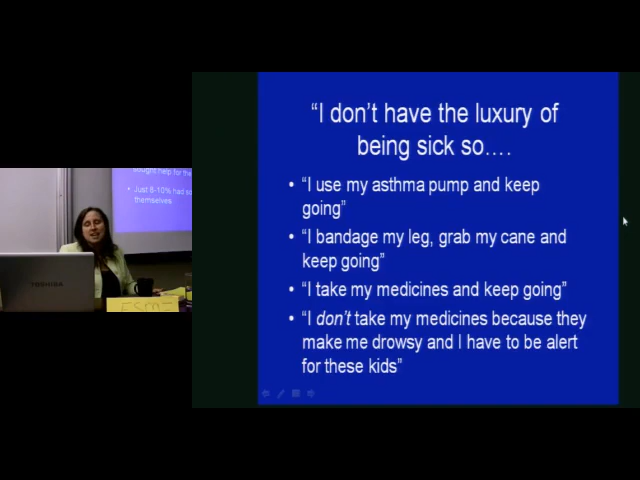 “I don’t have the luxury of
being sick so….
• “I use my asthma pump and keep
going”
• “I bandage my leg, grab my cane and
keep going”
• “I take my medicines and keep going”
• “I don’t take my medicines because they
make me drowsy and I have to be alert
for these kids”
sought help for the
• Just 8-10% had so
themselves
TOSHIBA
ESME